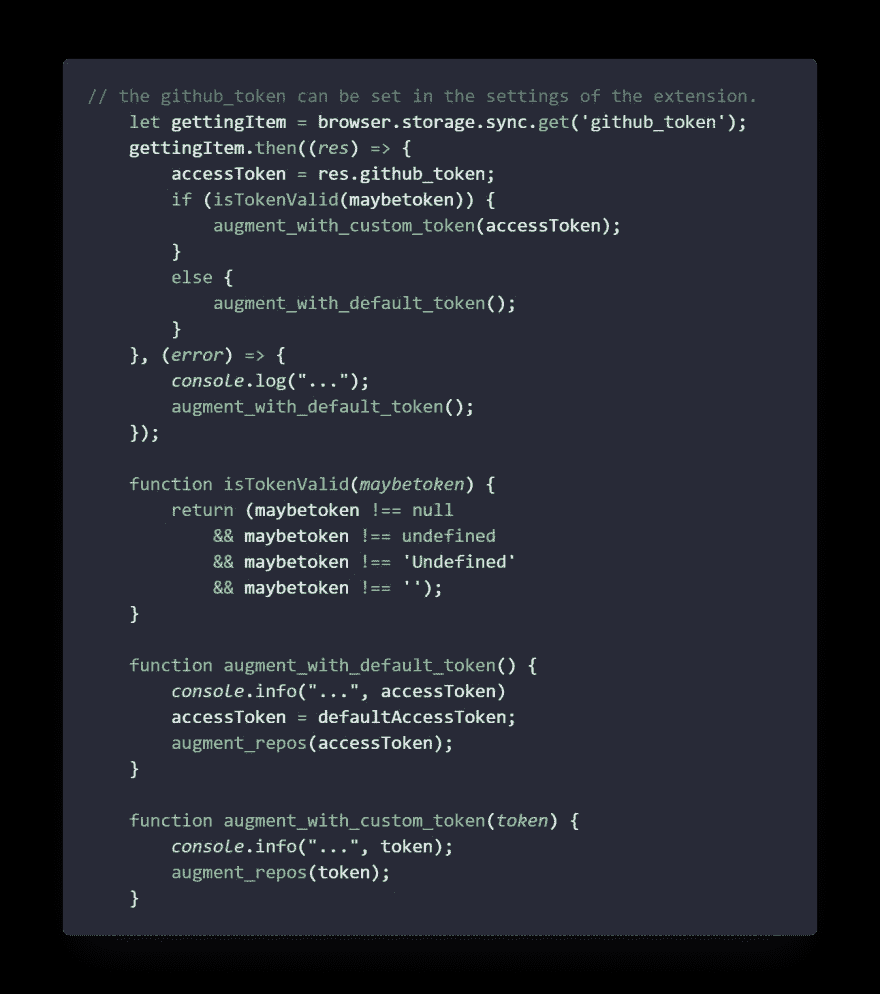 // the github_token can be set in the settings of the extension.
    let gettingItem = browser.storage.sync.get('github_token');
    gettingItem.then((res) => {
        accessToken = res.github_token;
        if (isTokenValid(maybetoken)) {
            augment_with_custom_token(accessToken);
        }
        else {
            augment_with_default_token();
        }
    }, (error) => {
        console.log("...");
        augment_with_default_token();
    });

    function isTokenValid(maybetoken) {
        return (maybetoken !== null
            && maybetoken !== undefined
            && maybetoken !== 'Undefined'
            && maybetoken !== '');
    }

    function augment_with_default_token() {
        console.info("...", accessToken)
        accessToken = defaultAccessToken;
        augment_repos(accessToken);
    }

    function augment_with_custom_token(token) {
        console.info("...", token);
        augment_repos(token);
    }